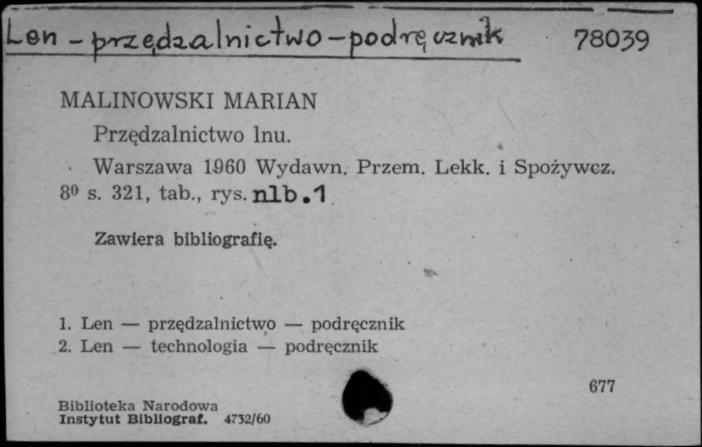 Len – przędzalnictwo – podręcznik 78039
MALINOWSKI MARIAN
Przędzalnictwo lnu.
Warszawa 1960 Wydawn. Przem. Lekk. i Spożywcz.
8⁰ s. 321, tab., rys. nlb.1
Zawiera bibliografię.
1. Len — przędzalnictwo — podręcznik
2. Len — technologia — podręcznik
677
Biblioteka Narodowa
Instytut Bibliograf. 4732/60